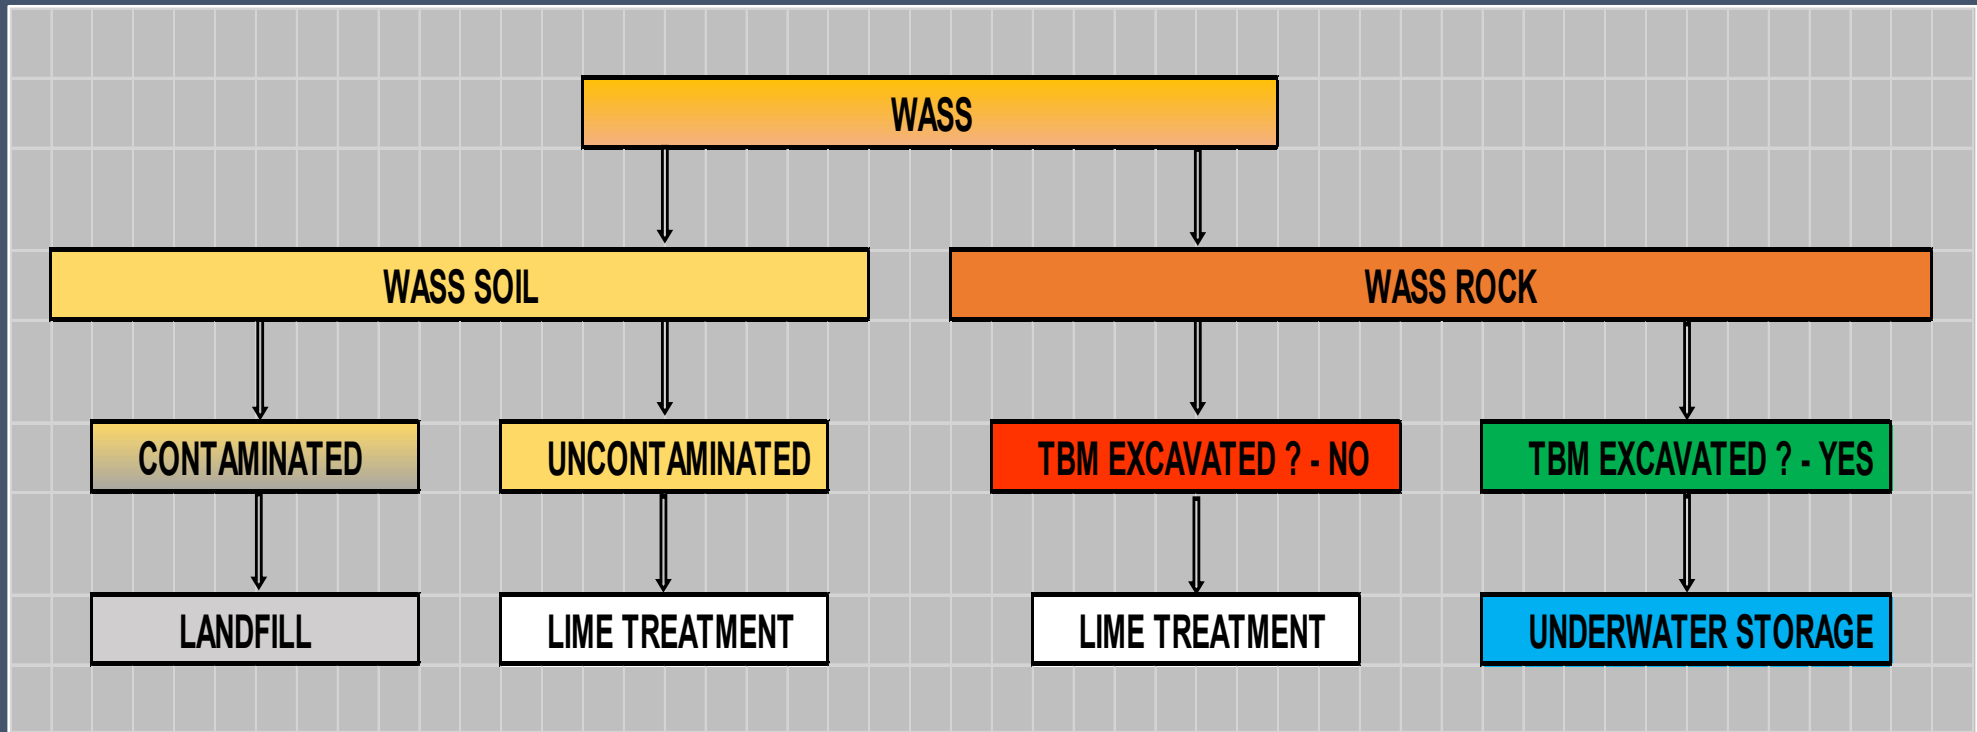 WASS
WASS SOIL
WASS ROCK
CONTAMINATED
UNCONTAMINATED
TBM EXCAVATED ? - NO
TBM EXCAVATED ? - YES
LANDFILL
LIME TREATMENT
LIME TREATMENT
UNDERWATER STORAGE